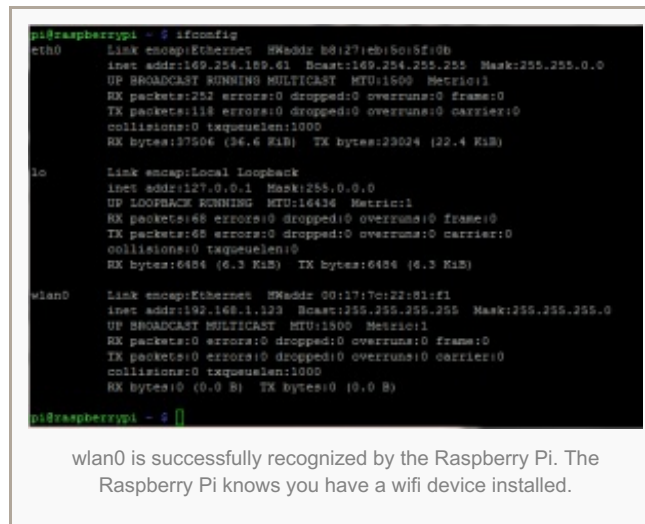 pi@raspberrypi ~ $ ifconfig
eth0 Link encap:Ethernet HWaddr b8:27:eb:5c:5f:0b
inet addr:169.254.189.61 Bcast:169.254.255.255 Mask:255.255.0.0
UP BROADCAST RUNNING MULTICAST MTU:1500 Metric:1
RX packets:252 errors:0 dropped:0 overruns:0 frame:0
TX packets:118 errors:0 dropped:0 overruns:0 carrier:0
collisions:0 txqueuelen:1000
RX bytes:37506 (36.6 KiB) TX bytes:23024 (22.4 KiB)
lo Link encap:Local Loopback
inet addr:127.0.0.1 Mask:255.0.0.0
UP LOOPBACK RUNNING MTU:16436 Metric:1
RX packets:68 errors:0 dropped:0 overruns:0 frame:0
TX packets:68 errors:0 dropped:0 overruns:0 carrier:0
collisions:0 txqueuelen:0
RX bytes:6484 (6.3 KiB) TX bytes:6484 (6.3 KiB)
wlan0 Link encap:Ethernet HWaddr 00:17:7c:22:81:f1
inet addr:192.168.1.123 Bcast:255.255.255.255 Mask:255.255.255.0
UP BROADCAST MULTICAST MTU:1500 Metric:1
RX packets:0 errors:0 dropped:0 overruns:0 frame:0
TX packets:0 errors:0 dropped:0 overruns:0 carrier:0
collisions:0 txqueuelen:1000
RX bytes:0 (0.0 B) TX bytes:0 (0.0 B)
pi@raspberrypi ~ $
wlan0 is successfully recognized by the Raspberry Pi. The
Raspberry Pi knows you have a wifi device installed.